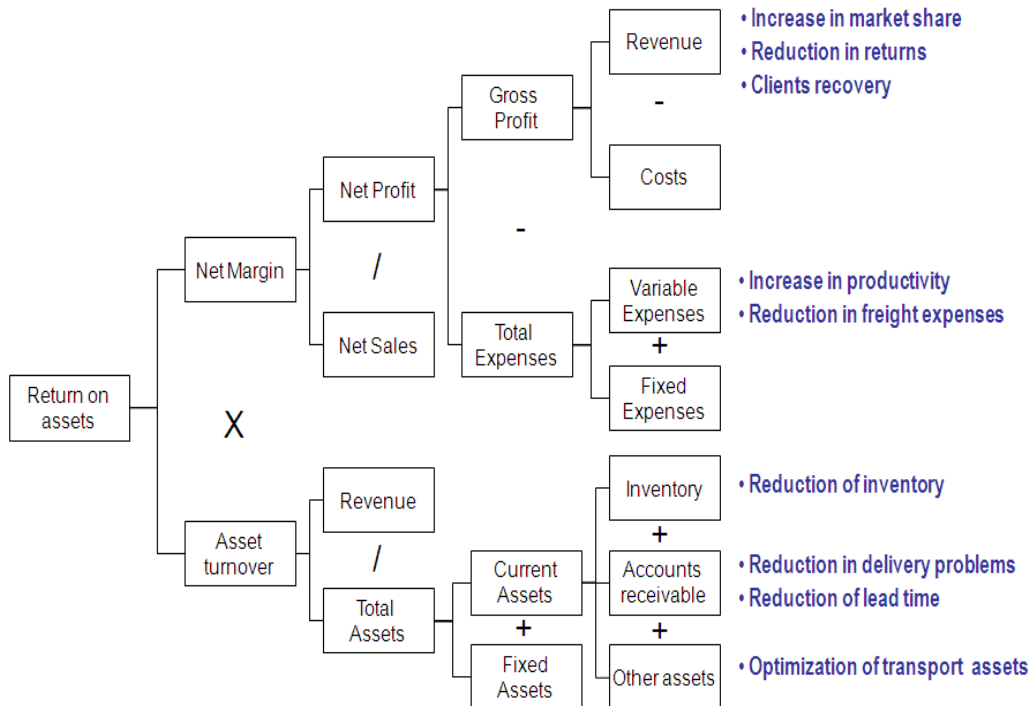 Revenue
• Increase in market share
• Reduction in returns
• Clients recovery
Gross
Profit
-
Costs
Net Profit
-
Net Margin
/
Variable
Expenses
• Increase in productivity
• Reduction in freight expenses
Net Sales
Total
Expenses
+
Fixed
Expenses
Return on
assets
X
Inventory
• Reduction of inventory
Revenue
+
Asset
turnover
/
Current
Assets
Accounts
receivable
• Reduction in delivery problems
• Reduction of lead time
Total
Assets
+
+
Fixed
Assets
Other assets
• Optimization of transport assets